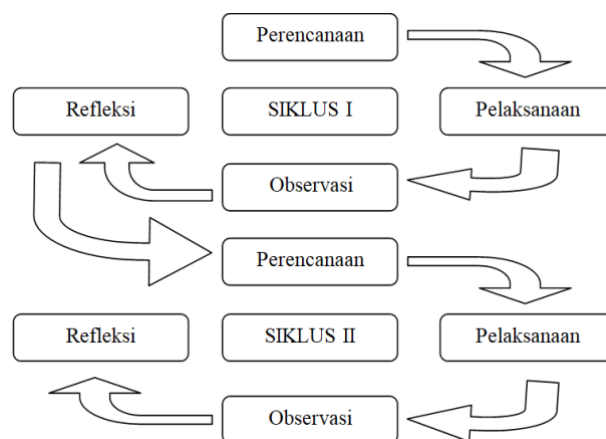 Perencanaan
Refleksi
SIKLUS I
Pelaksanaan
Observasi
Perencanaan
Refleksi
SIKLUS II
Pelaksanaan
Observasi